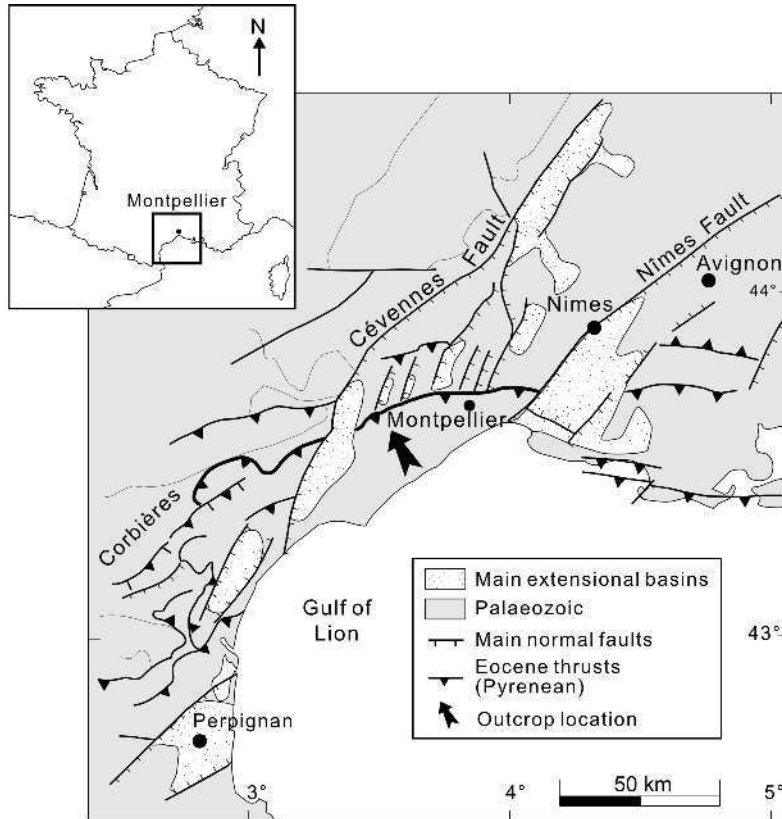 N
Montpellier
Cévennes Fault
Nîmes Fault
Avignon
44°
Nimes
Montpellier
Corbières
Gulf of
Lion
Main extensional basins
Palaeozoic
Main normal faults
Eocene thrusts
(Pyrenean)
Outcrop location
43°
Perpignan
3°
4°
50 km
5°